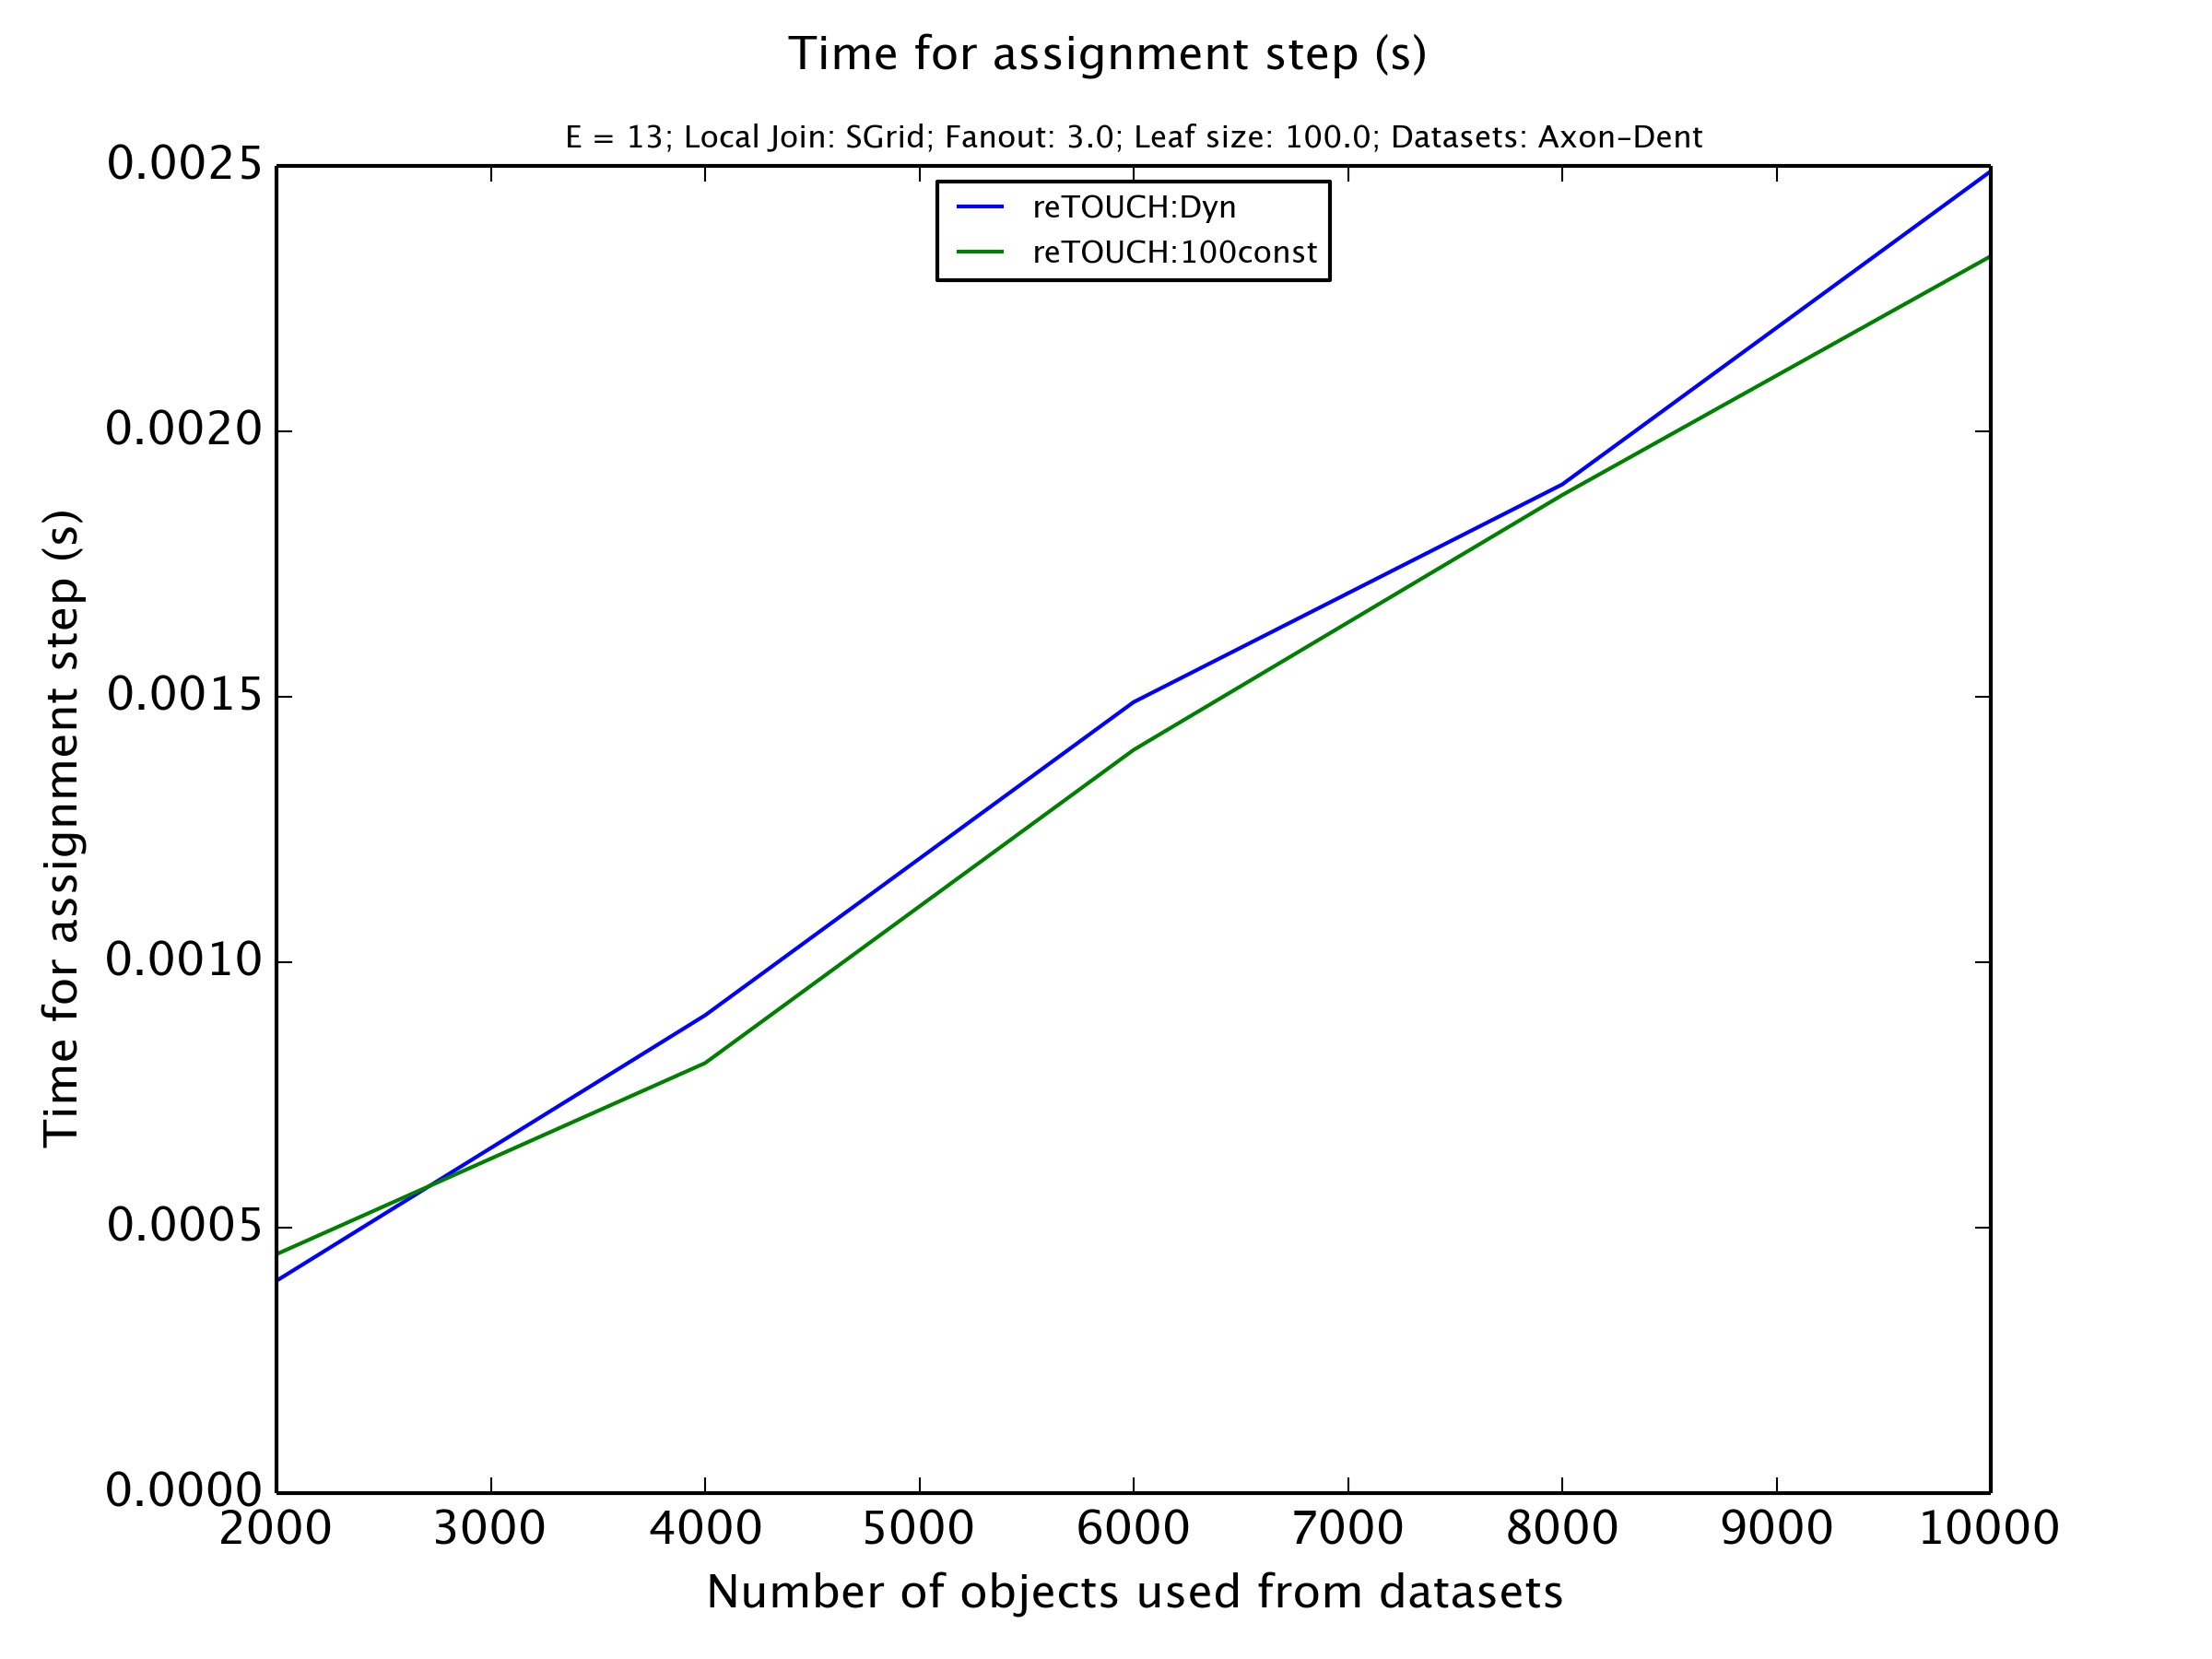 Time for assignment step (s)
E = 13; Local Join: SGrid; Fanout: 3.0; Leaf size: 100.0; Datasets: Axon-Dent
reTOUCH:Dyn
reTOUCH:100const
Time for assignment step (s)
0.0025
0.0020
0.0015
0.0010
0.0005
0.0000
2000 3000 4000 5000 6000 7000 8000 9000 10000
Number of objects used from datasets